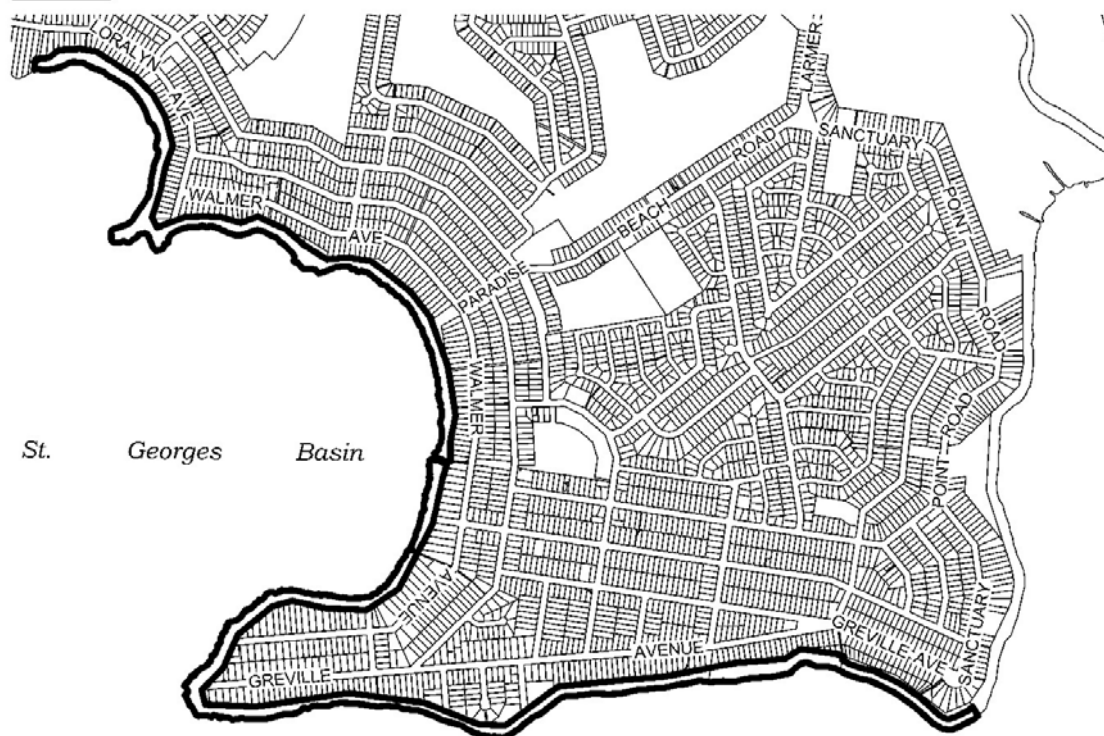 ORALYN
AVE
LARMER
SANCTUARY
ROAD
BEACH
POINT
WALMER
AVE
PARADISE
ROAD
WALMER
ROAD
St. Georges Basin
POINT
AVENUE
SANCTUARY
GREVILLE AVE
AVENUE
GREVILLE